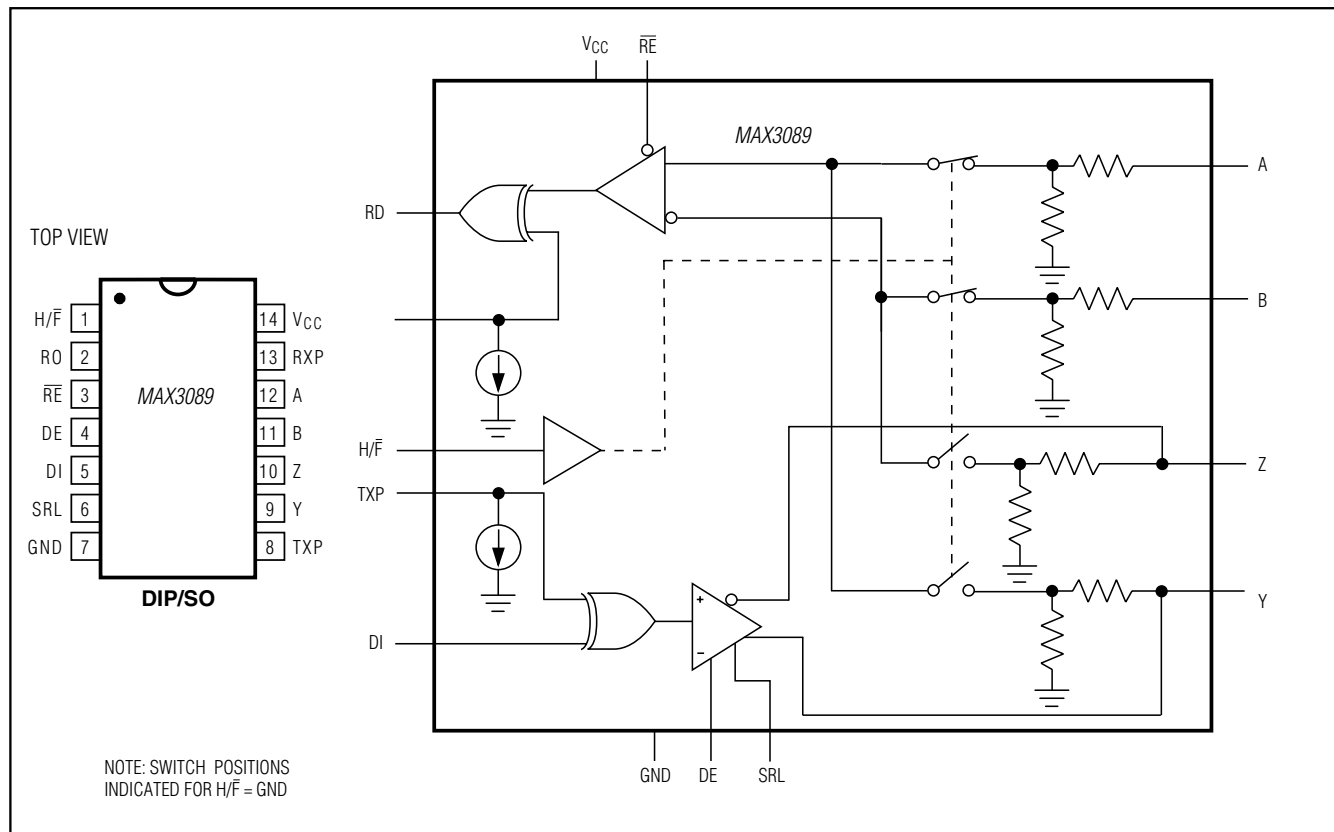 TOP VIEW
H/F̅ 1
RO 2
R̅E̅ 3
DE 4
DI 5
SRL 6
GND 7
MAX3089
14 VCC
13 RXP
12 A
11 B
10 Z
9 Y
8 TXP
DIP/SO
NOTE: SWITCH POSITIONS
INDICATED FOR H/F̅ = GND
VCC
R̅E̅
MAX3089
RD
H/F̅
TXP
DI
+
–
A
B
Z
Y
GND
DE
SRL